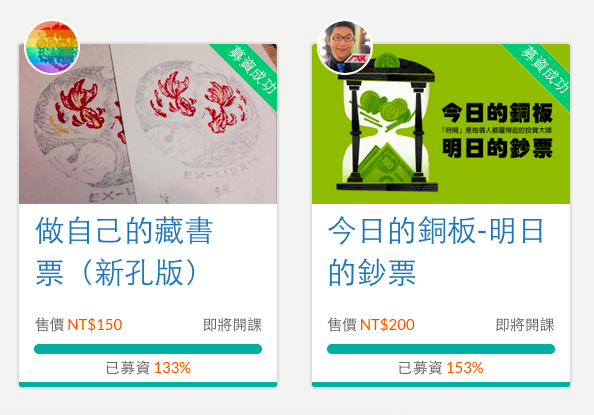 募資成功
EX-LIBRIS
EX-LIBRIS
做自己的藏書
票（新孔版）
售價 NT$150
即將開課
已募資 133%
募資成功
今日的銅板
「時間」是每個人都雇得起的投資大師
明日的鈔票
100
今日的銅板-明日
的鈔票
售價 NT$200
即將開課
已募資 153%